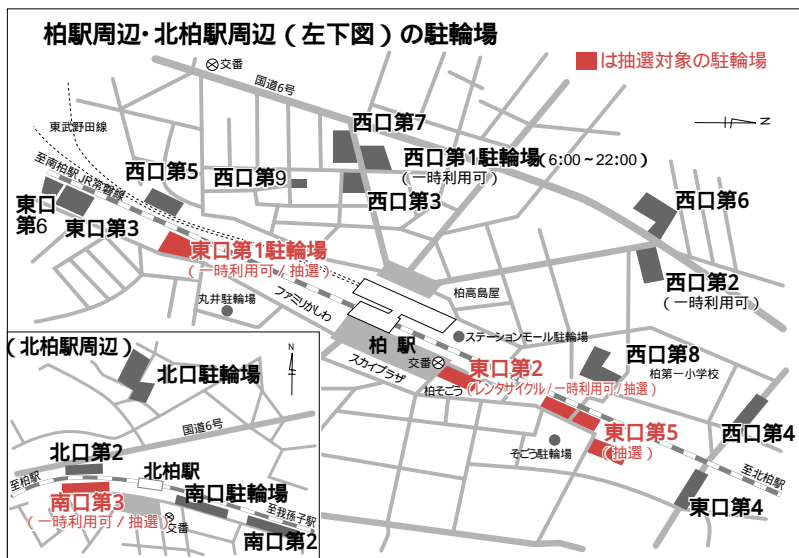 柏駅周辺・北柏駅周辺(左下図)の駐輪場
は抽選対象の駐輪場
交番
国道6号
東武野田線
N
西口第7
西口第1駐輪場(6:00~22:00)
(一時利用可)
至南柏駅
JR常磐線
西口第5
西口第9
西口第3
西口第6
東口
第6
東口第3
東口第1駐輪場
(一時利用可/抽選)
西口第2
(一時利用可)
柏高島屋
丸井駐輪場
ファミリかしわ
柏駅
ステーションモール駐輪場
スカイプラザ
交番
柏そごう
東口第2
(レンタサイクル/一時利用可/抽選)
西口第8
柏第一小学校
そごう駐輪場
東口第5
(抽選)
西口第4
至北柏駅
東口第4
(北柏駅周辺)
N
北口駐輪場
国道6号
北口第2
至柏駅
北柏駅
南口第3
(一時利用可/抽選)
南口駐輪場
至我孫子駅
交番
南口第2